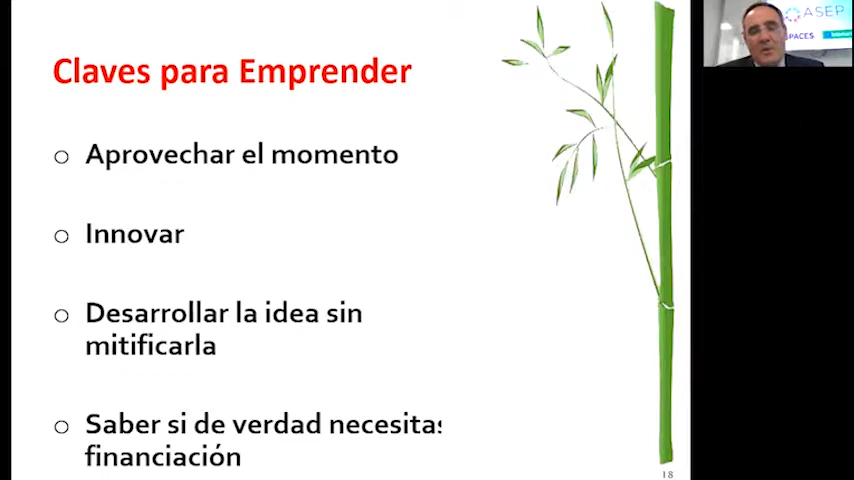 Claves para Emprender
ASEP
SPACES
Aprovechar el momento
Innovar
Desarrollar la idea sin
mitificarla
Saber si de verdad necesitas
financiación
18